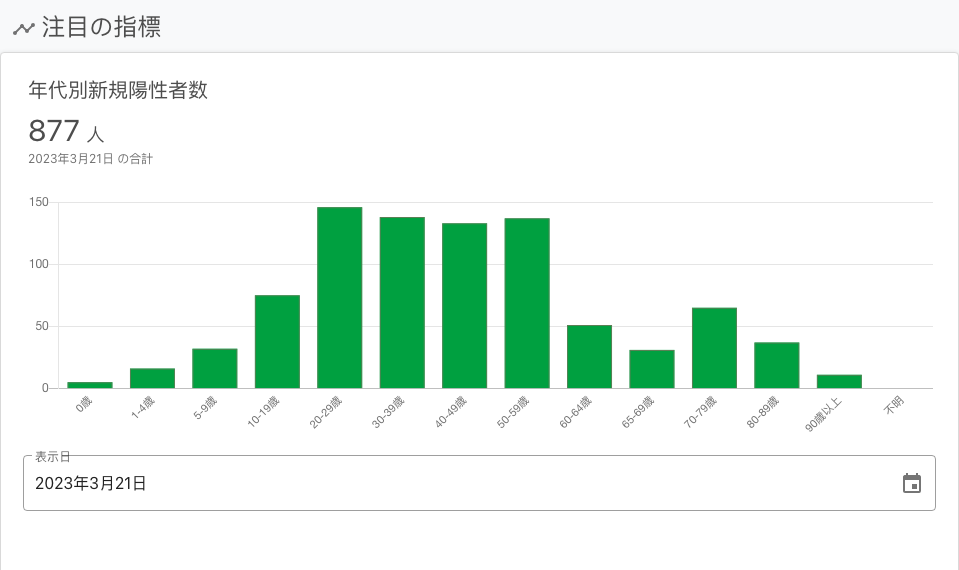 注目の指標
年代別新規陽性者数
877 人
2023年3月21日 の合計
150
100
50
0
0歳
1-4歳
5-9歳
10-19歳
20-29歳
30-39歳
40-49歳
50-59歳
60-64歳
65-69歳
70-79歳
80-89歳
90歳以上
不明
表示日
2023年3月21日